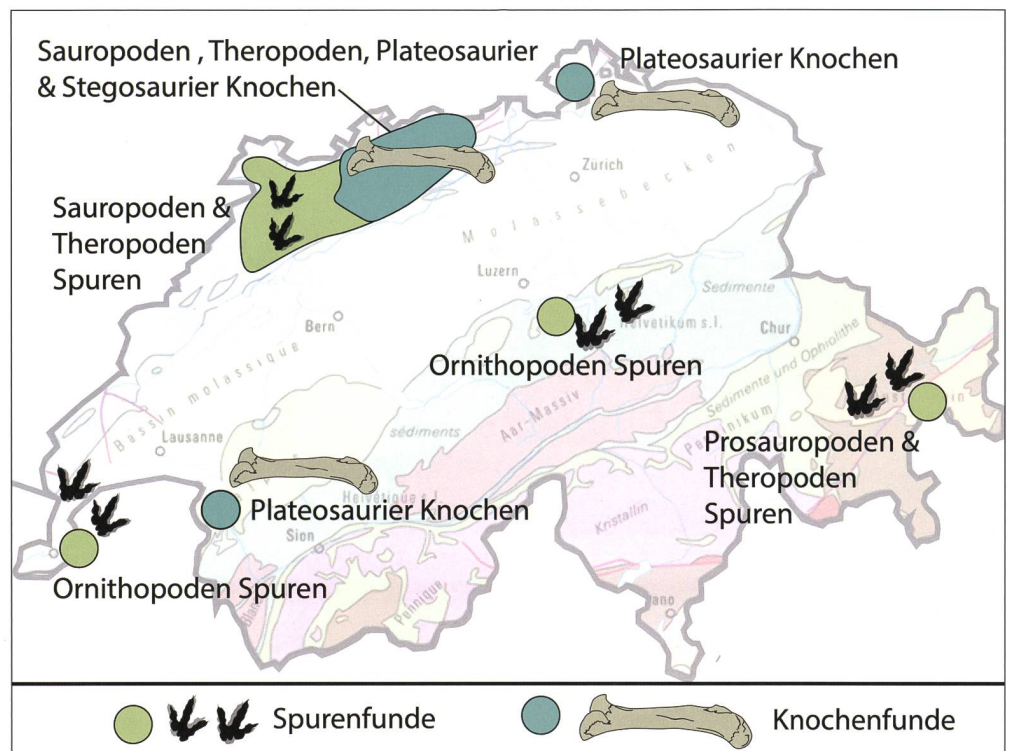 Sauropoden , Theropoden, Plateosaurier
& Stegosaurier Knochen
Plateosaurier Knochen
Zürich
Molassebecken
Sauropoden &
Theropoden
Spuren
Luzern
Sedimente
Bern
Helvetikum s.l.
Chur
Ornithopoden Spuren
Bassin molassique
Sedimente und Ophiolithe
Aar-Massiv
Lausanne
sédiments
Penninikum
Prosauropoden &
Theropoden
Spuren
Plateosaurier Knochen
Kristallin
Sion
Ornithopoden Spuren
Pennique
Spurenfunde
Knochenfunde